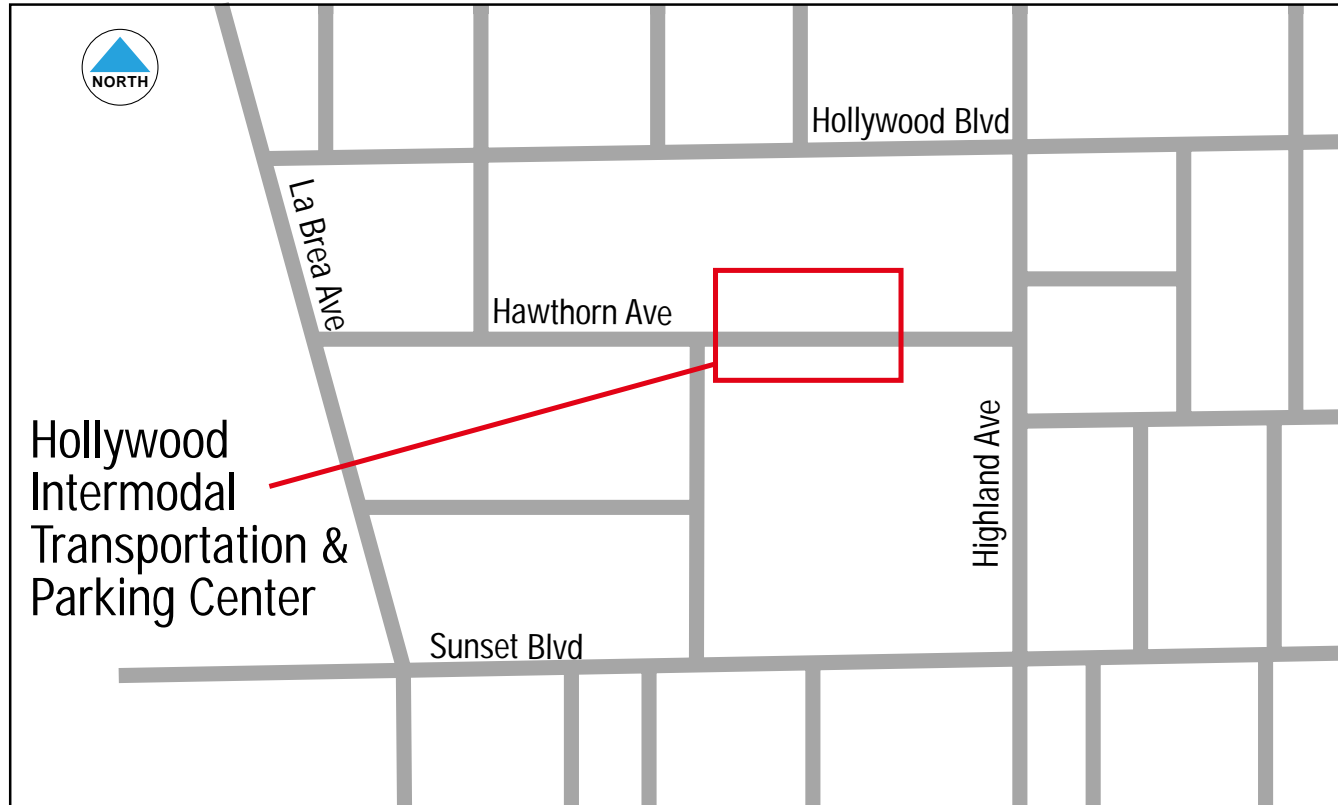 NORTH
Hollywood Blvd
La Brea Ave
Hawthorn Ave
Highland Ave
Hollywood
Intermodal
Transportation &
Parking Center
Sunset Blvd